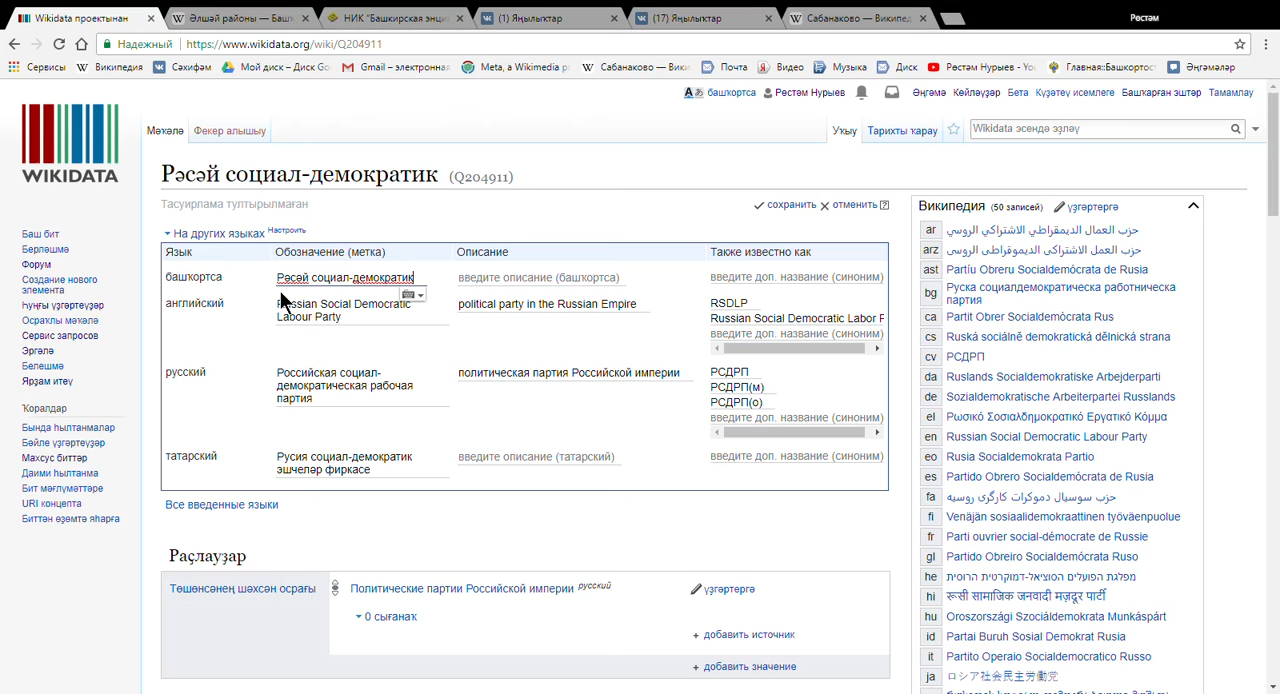 Wikidata проектынан
Әлшәй районы — Башҡ
НИК "Башкирская энци
(1) Яңылыҡтар
(17) Яңылыҡтар
Сабанаково — Википед
Рөстәм
Надежный https://www.wikidata.org/wiki/Q204911
Сервисы Википедия Сәхифәм Мой диск – Диск Go Gmail – электронная Meta, a Wikimedia p Сабанаково — Вики Почта Видео Музыка Диск Рөстәм Нурыев - Yo Главная::Башкортос Әңгәмәләр
башҡортса Рөстәм Нурыев Әңгәмә Көйләүҙәр Бета Күҙәтеү исемлеге Башҡарған эштәр Тамамлау
Мәҡәлә Фекер алышыу Уҡыу Тарихты ҡарау Wikidata эсендә эҙләү
WIKIDATA
Баш бит
Берләшмә
Форум
Создание нового
элемента
Һуңғы үҙгәртеүҙәр
Осраҡлы мәҡәлә
Сервис запросов
Эргәлә
Белешмә
Ярҙам итеү
Ҡоралдар
Бында һылтанмалар
Бәйле үҙгәртеүҙәр
Махсус биттәр
Даими һылтанма
Бит мәғлүмәттәре
URI концепта
Биттән өҙөмтә яһарға
Рәсәй социал-демократик (Q204911)
Тасуирлама тултырылмаған
сохранить отменить [?]
На других языках Настроить
Язык Обозначение (метка) Описание Также известно как
башҡортса Рәсәй социал-демократик введите описание (башҡортса) введите доп. название (синоним)
английский Russian Social Democratic political party in the Russian Empire RSDLP
Labour Party Russian Social Democratic Labor F
введите доп. название (синоним)
русский Российская социал- политическая партия Российской империи РСДРП
демократическая рабочая РСДРП(м)
партия РСДРП(о)
введите доп. название (синоним)
татарский Русия социал-демократик введите описание (татарский) введите доп. название (синоним)
эшчеләр фиркасе
Все введенные языки
Раҫлауҙар
Төшөнсәнең шәхсән осрағы Политические партии Российской империи русский үҙгәртергә
0 сығанаҡ
+ добавить источник
+ добавить значение
Википедия (50 записей) үҙгәртергә
ar حزب العمال الديمقراطي الاشتراكي الروسي
arz حزب العمل الاشتراكى الديموقراطى الروسى
ast Partíu Obreru Socialdemócrata de Rusia
bg Руска социалдемократическа работническа
партия
ca Partit Obrer Socialdemòcrata Rus
cs Ruská sociálně demokratická dělnická strana
cv РСДРП
da Ruslands Socialdemokratiske Arbejderparti
de Sozialdemokratische Arbeiterpartei Russlands
el Ρωσικό Σοσιαλδημοκρατικό Εργατικό Κόμμα
en Russian Social Democratic Labour Party
eo Rusia Socialdemokrata Partio
es Partido Obrero Socialdemócrata de Rusia
fa حزب سوسیال دموکرات کارگری روسیه
fi Venäjän sosiaalidemokraattinen työväenpuolue
fr Parti ouvrier social-démocrate de Russie
gl Partido Obreiro Socialdemócrata Ruso
he מפלגת הפועלים הסוציאל-דמוקרטית הרוסית
hi रूसी सामाजिक जनवादी मज़दूर पार्टी
hu Oroszországi Szociáldemokrata Munkáspárt
id Partai Buruh Sosial Demokrat Rusia
it Partito Operaio Socialdemocratico Russo
ja ロシア社会民主労働党